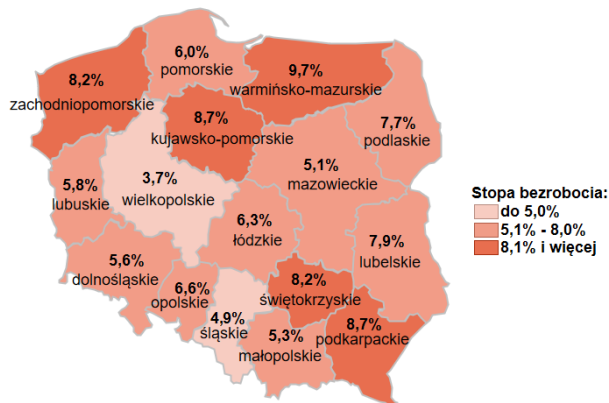 6,0%
pomorskie
9,7%
warmińsko-mazurskie
8,2%
zachodniopomorskie
8,7%
kujawsko-pomorskie
7,7%
podlaskie
5,1%
mazowieckie
3,7%
wielkopolskie
5,8%
lubuskie
Stopa bezrobocia:
do 5,0%
5,1% - 8,0%
8,1% i więcej
6,3%
łódzkie
7,9%
lubelskie
5,6%
dolnośląskie
6,6%
opolskie
8,2%
świętokrzyskie
4,9%
śląskie
5,3%
małopolskie
8,7%
podkarpackie